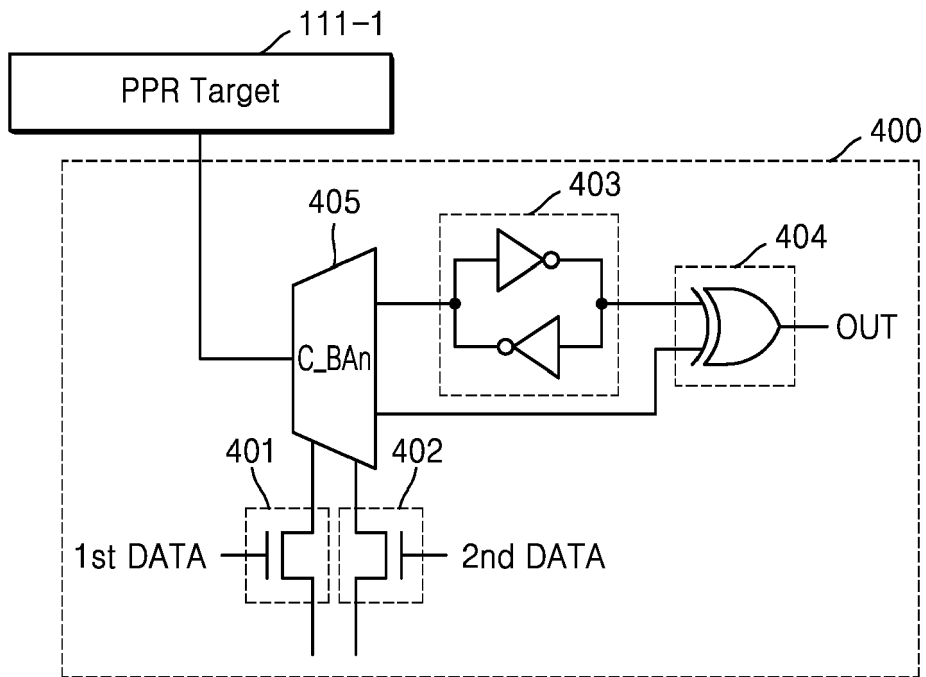 111-1
PPR Target
400
405
403
404
C_BAn
OUT
401
402
1st DATA
2nd DATA